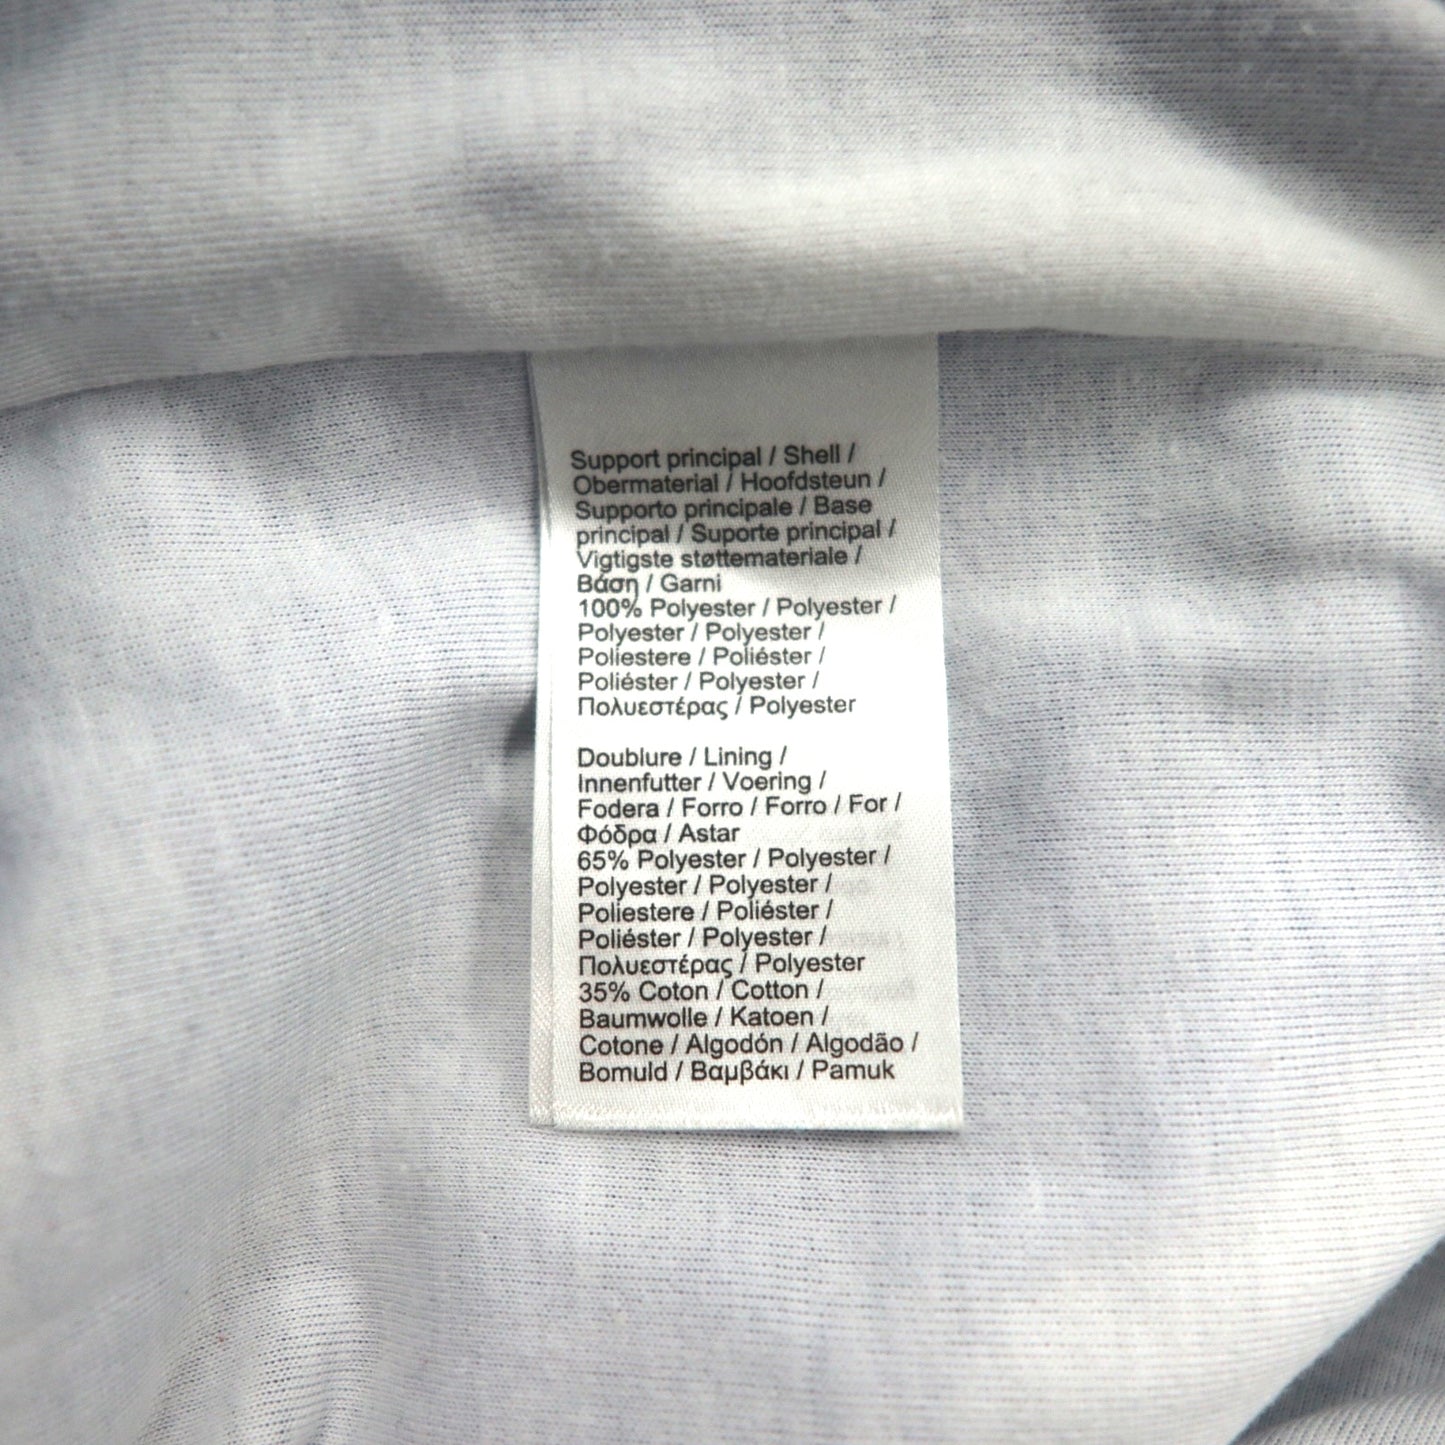 Support principal / Shell /
Obermaterial / Hoofdsteun /
Supporto principale / Base
principal / Suporte principal /
Vigtigste støttemateriale /
Βάση / Garni
100% Polyester / Polyester /
Polyester / Polyester /
Poliestere / Poliéster /
Poliéster / Polyester /
Πολυεστέρας / Polyester
Doublure / Lining /
Innenfutter / Voering /
Fodera / Forro / Forro / For /
Φόδρα / Astar
65% Polyester / Polyester /
Polyester / Polyester /
Poliestere / Poliéster /
Poliéster / Polyester /
Πολυεστέρας / Polyester
35% Coton / Cotton /
Baumwolle / Katoen /
Cotone / Algodón / Algodão /
Bomuld / Βαμβάκι / Pamuk